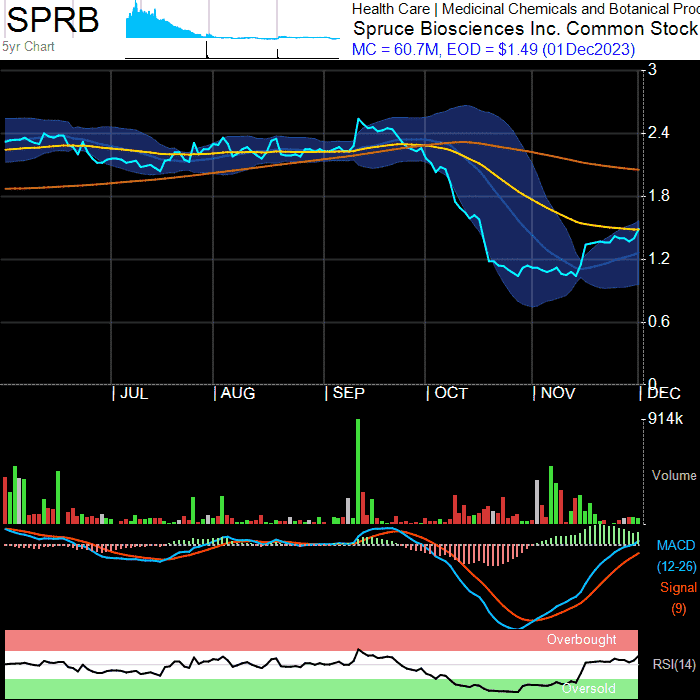 SPRB
5yr Chart
Health Care | Medicinal Chemicals and Botanical Proc
Spruce Biosciences Inc. Common Stock
MC = 60.7M, EOD = $1.49 (01Dec2023)
3
2.4
1.8
1.2
0.6
0
JUL AUG SEP OCT NOV DEC
914k
Volume
MACD
(12-26)
Signal
(9)
Overbought
RSI(14)
Oversold